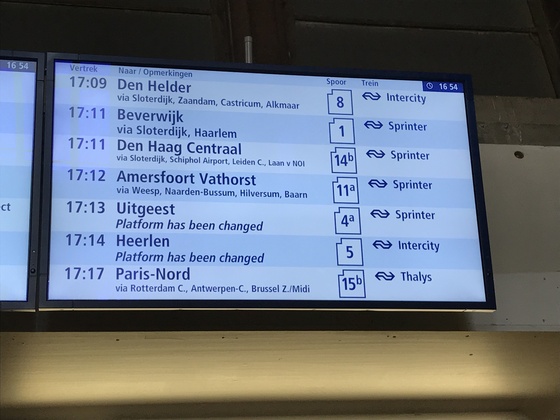 16 54
Vertrek Naar / Opmerkingen Spoor Trein 16 54
17:09 Den Helder 8 Intercity
via Sloterdijk, Zaandam, Castricum, Alkmaar
17:11 Beverwijk 1 Sprinter
via Sloterdijk, Haarlem
17:11 Den Haag Centraal 14b Sprinter
via Sloterdijk, Schiphol Airport, Leiden C., Laan v NOI
17:12 Amersfoort Vathorst 11a Sprinter
via Weesp, Naarden-Bussum, Hilversum, Baarn
17:13 Uitgeest 4a Sprinter
Platform has been changed
ect
17:14 Heerlen 5 Intercity
Platform has been changed
17:17 Paris-Nord 15b Thalys
via Rotterdam C., Antwerpen-C., Brussel Z./Midi